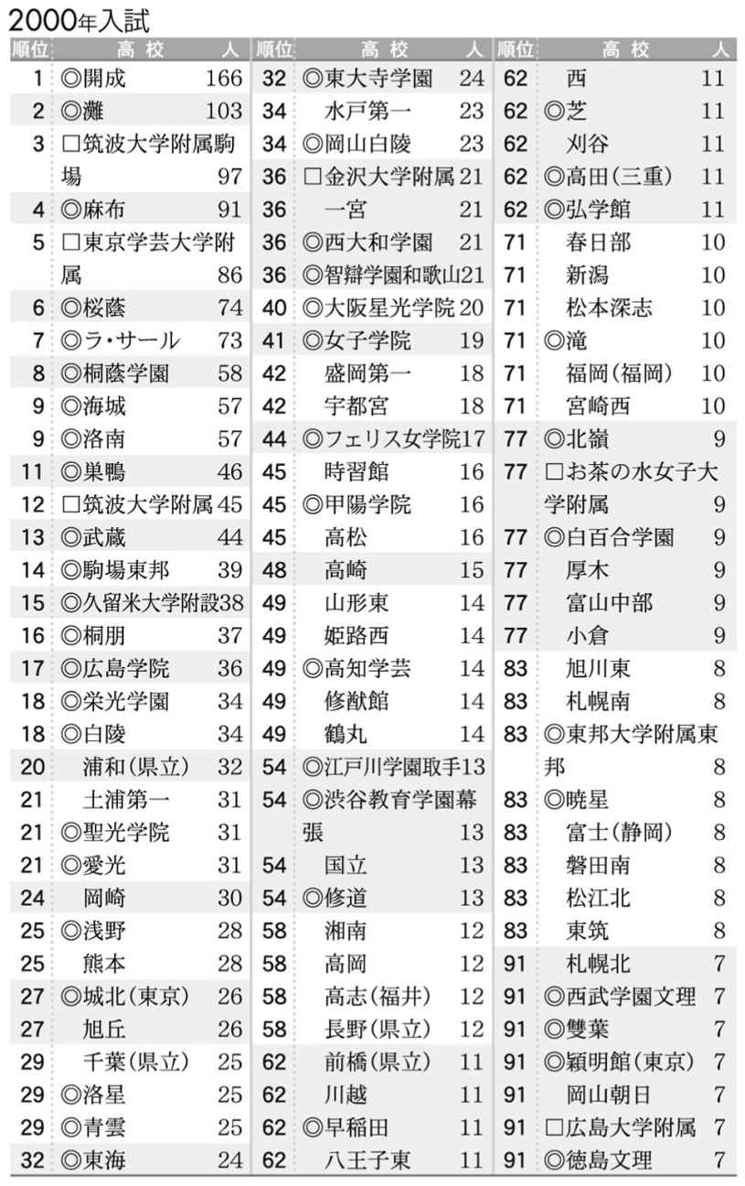 2000年入試
順位 高校 人
1 ◎開成 166
2 ◎灘 103
3 □筑波大学附属駒
場 97
4 ◎麻布 91
5 □東京学芸大学附
属 86
6 ◎桜蔭 74
7 ◎ラ・サール 73
8 ◎桐蔭学園 58
9 ◎海城 57
9 ◎洛南 57
11 ◎巣鴨 46
12 □筑波大学附属 45
13 ◎武蔵 44
14 ◎駒場東邦 39
15 ◎久留米大学附設 38
16 ◎桐朋 37
17 ◎広島学院 36
18 ◎栄光学園 34
18 ◎白陵 34
20 浦和(県立) 32
21 土浦第一 31
21 ◎聖光学院 31
21 ◎愛光 31
24 岡崎 30
25 ◎浅野 28
25 熊本 28
27 ◎城北(東京) 26
27 旭丘 26
29 千葉(県立) 25
29 ◎洛星 25
29 ◎青雲 25
32 ◎東海 24
順位 高校 人
32 ◎東大寺学園 24
34 水戸第一 23
34 ◎岡山白陵 23
36 □金沢大学附属 21
36 一宮 21
36 ◎西大和学園 21
36 ◎智辯学園和歌山 21
40 ◎大阪星光学院 20
41 ◎女子学院 19
42 盛岡第一 18
42 宇都宮 18
44 ◎フェリス女学院 17
45 時習館 16
45 ◎甲陽学院 16
45 高松 16
48 高崎 15
49 山形東 14
49 姫路西 14
49 ◎高知学芸 14
49 修猷館 14
49 鶴丸 14
54 ◎江戸川学園取手 13
54 ◎渋谷教育学園幕
張 13
54 国立 13
54 ◎修道 13
58 湘南 12
58 高岡 12
58 高志(福井) 12
58 長野(県立) 12
62 前橋(県立) 11
62 川越 11
62 ◎早稲田 11
62 八王子東 11
順位 高校 人
62 西 11
62 ◎芝 11
62 刈谷 11
62 ◎高田(三重) 11
62 ◎弘学館 11
71 春日部 10
71 新潟 10
71 松本深志 10
71 ◎滝 10
71 福岡(福岡) 10
71 宮崎西 10
77 ◎北嶺 9
77 □お茶の水女子大
学附属 9
77 ◎白百合学園 9
77 厚木 9
77 富山中部 9
77 小倉 9
83 旭川東 8
83 札幌南 8
83 ◎東邦大学附属東
邦 8
83 ◎暁星 8
83 富士(静岡) 8
83 磐田南 8
83 松江北 8
83 東筑 8
91 札幌北 7
91 ◎西武学園文理 7
91 ◎雙葉 7
91 ◎穎明館(東京) 7
91 岡山朝日 7
91 □広島大学附属 7
91 ◎徳島文理 7